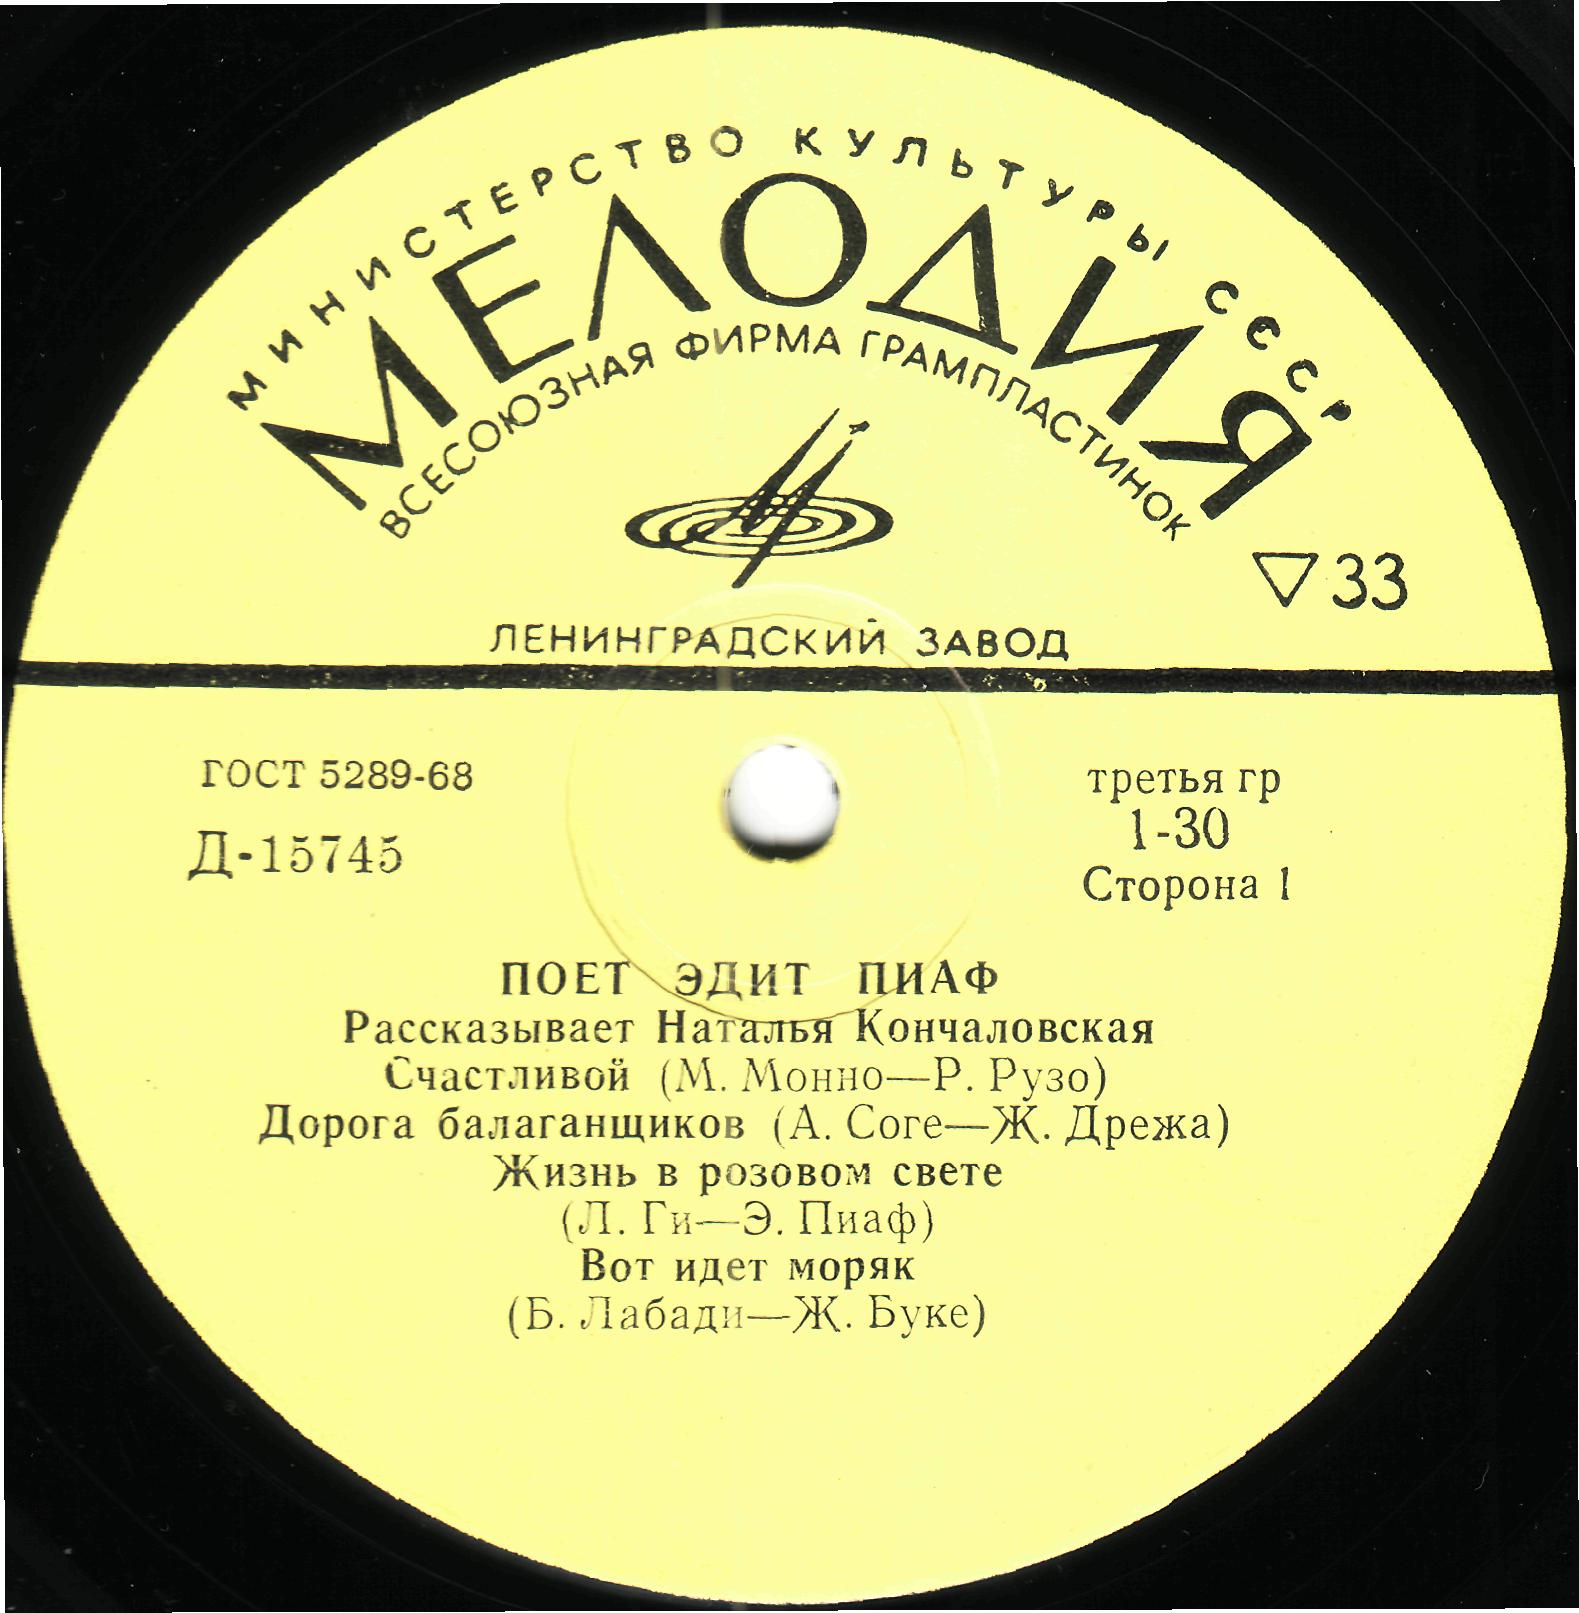 МИНИСТЕРСТВО КУЛЬТУРЫ СССР
МЕЛОДИЯ
ВСЕСОЮЗНАЯ ФИРМА ГРАМПЛАСТИНОК
33
ЛЕНИНГРАДСКИЙ ЗАВОД
ГОСТ 5289-68
Д-15745
третья гр
1-30
Сторона 1
ПОЕТ ЭДИТ ПИАФ
Рассказывает Наталья Кончаловская
Счастливой (М. Монно—Р. Рузо)
Дорога балаганщиков (А. Соге—Ж. Дрежа)
Жизнь в розовом свете
(Л. Ги—Э. Пиаф)
Вот идет моряк
(Б. Лабади—Ж. Буке)